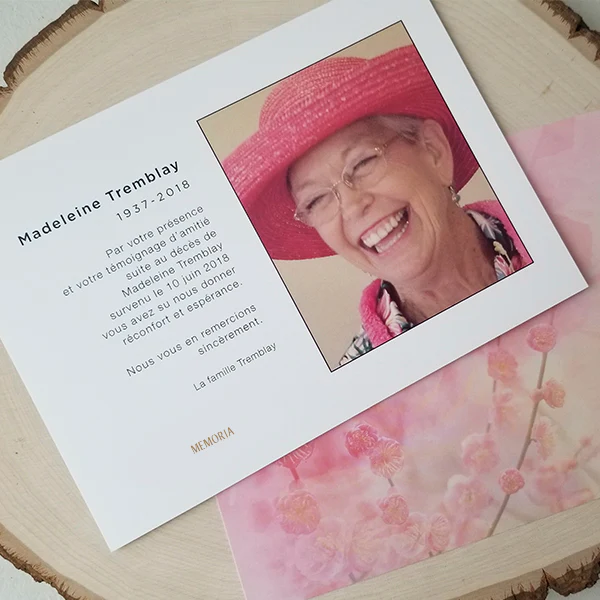 Madeleine Tremblay
1937-2018
Par votre présence
et votre témoignage d'amitié
suite au décès de
Madeleine Tremblay
survenu le 10 juin 2018
vous avez su nous donner
réconfort et espérance.
Nous vous en remercions
sincèrement.
La famille Tremblay
MEMORIA